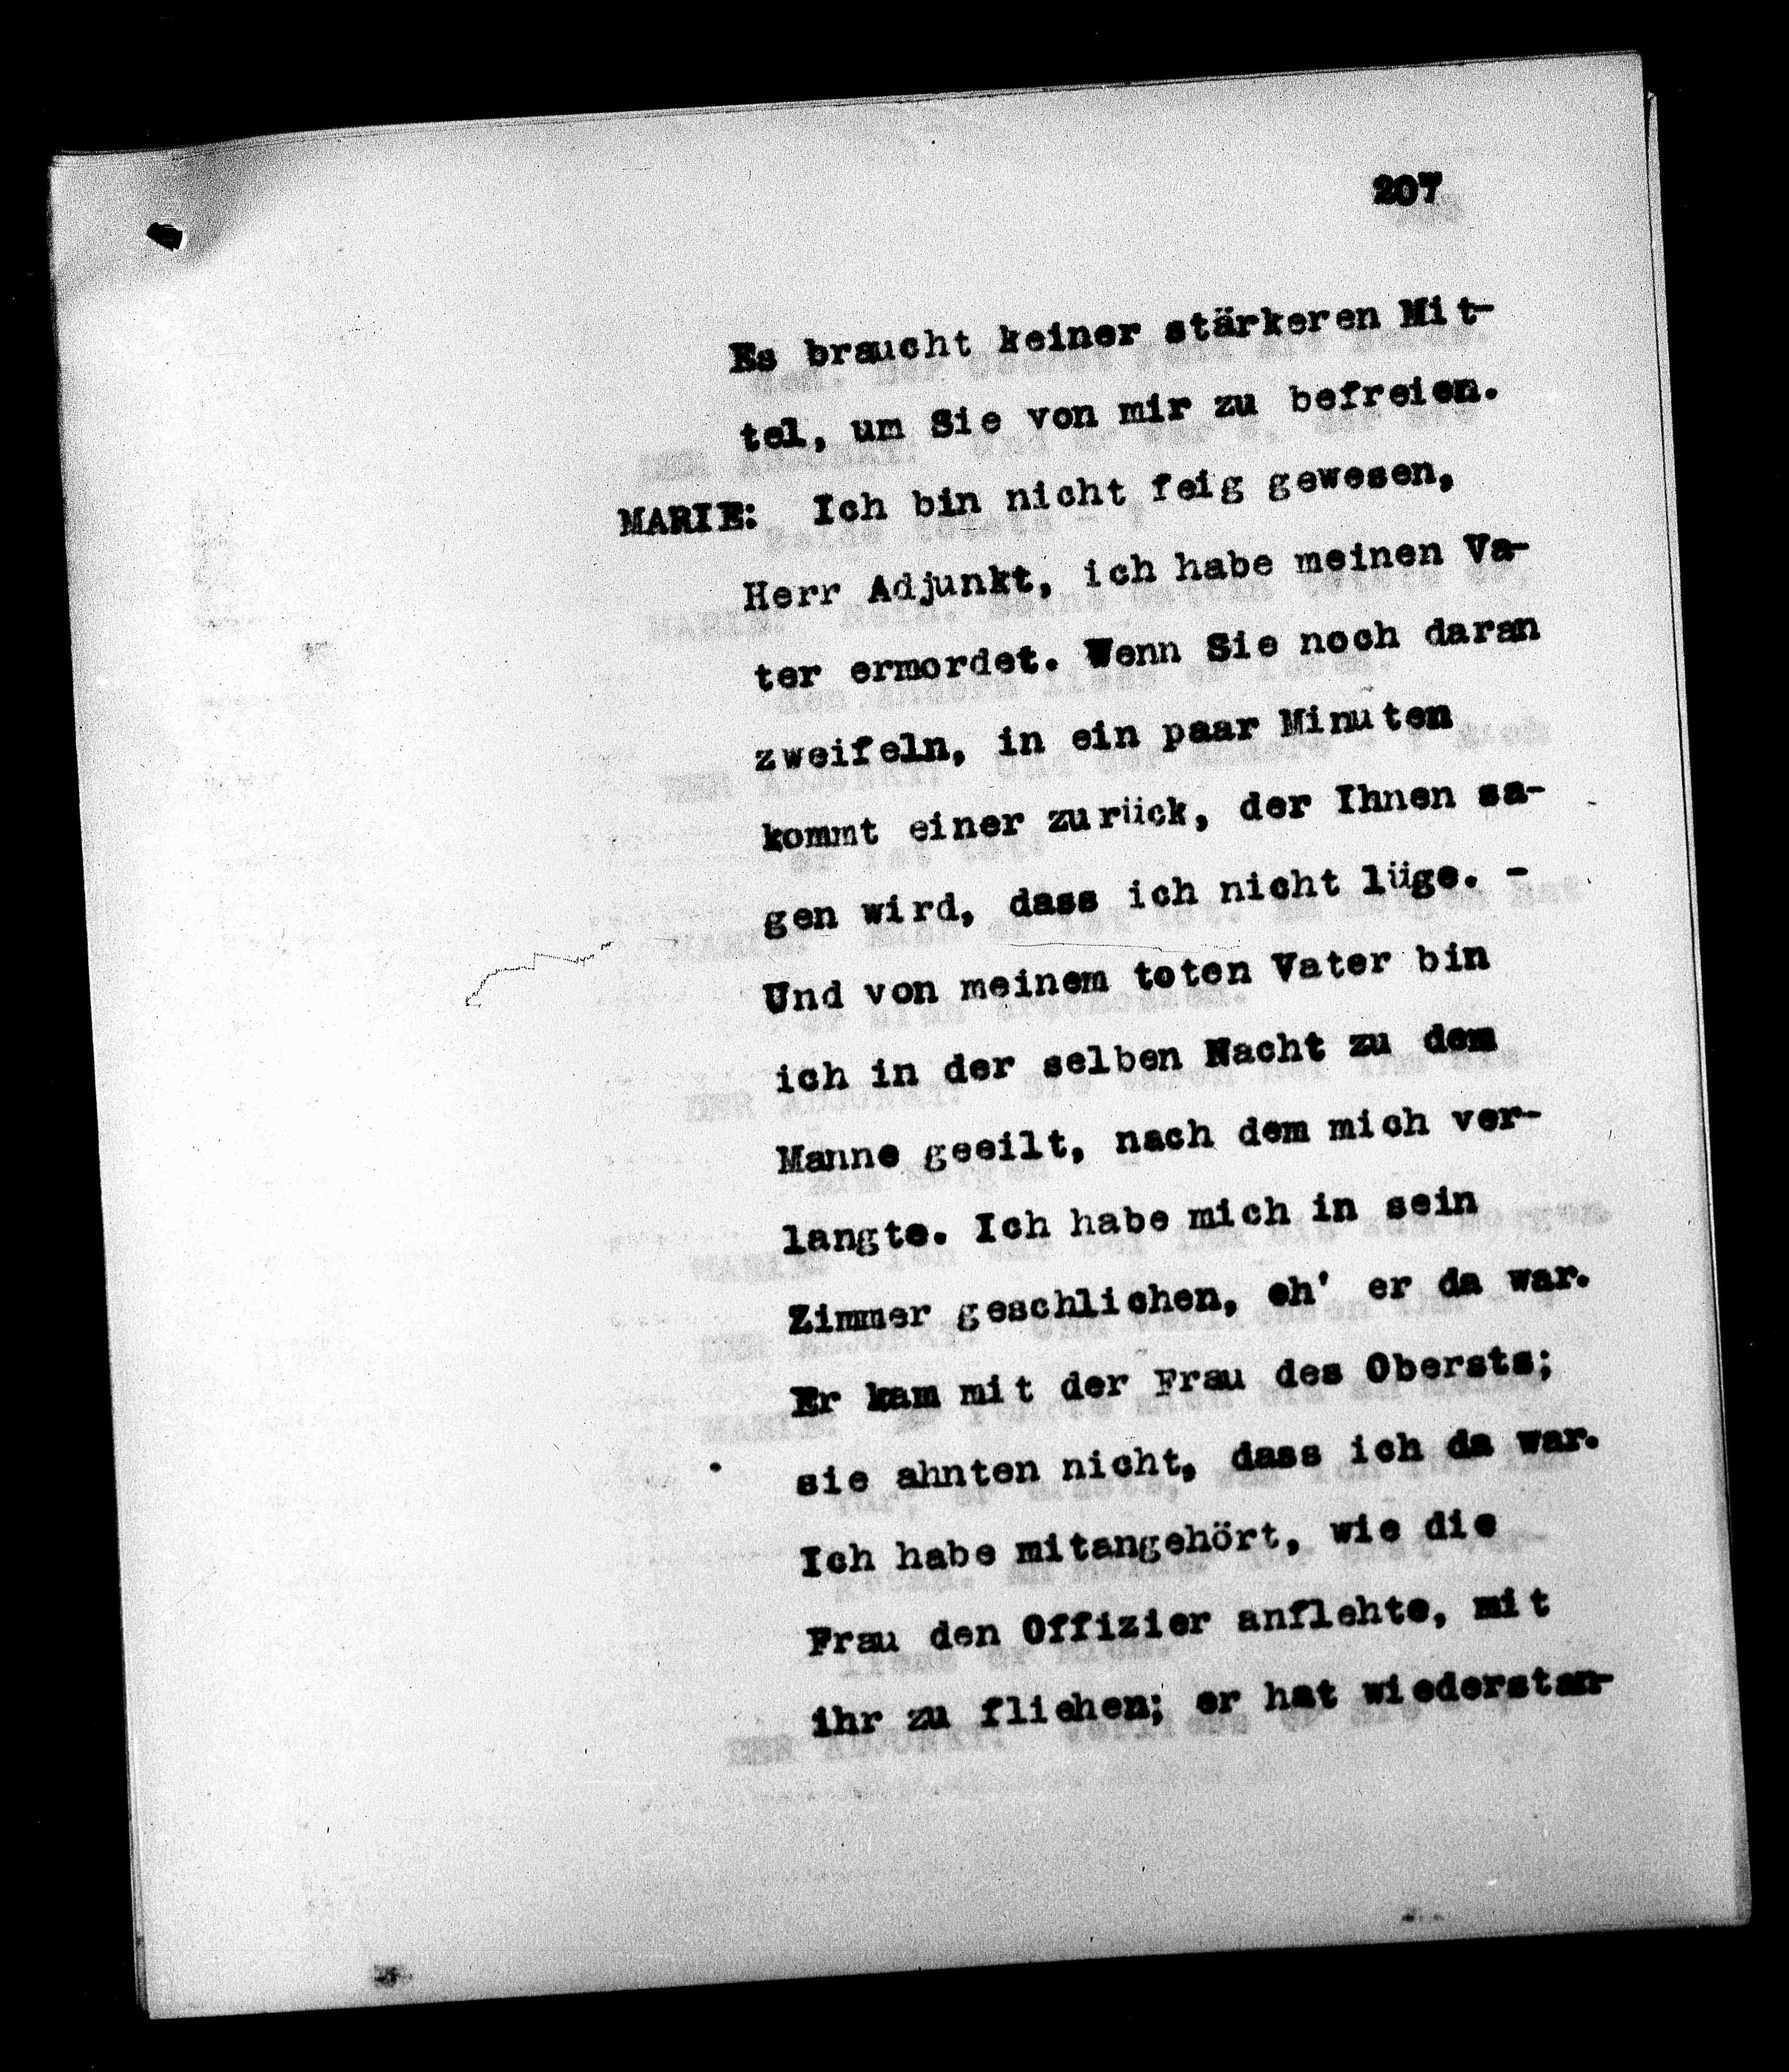 207
Es braucht keiner stärkeren Mit-
tel, um Sie von mir zu befreien.
MARIE: Ich bin nicht feig gewesen,
Herr Adjunkt, ich habe meinen Va-
ter ermordet. Wenn Sie noch daran
zweifeln, in ein paar Minuten
kommt einer zurück, der Ihnen sa-
gen wird, dass ich nicht lüge. -
Und von meinem toten Vater bin
ich in der selben Nacht zu dem
Manne geeilt, nach dem mich ver-
langte. Ich habe mich in sein
Zimmer geschlichen, eh' er da war.
Er kam mit der Frau des Obersts;
sie ahnten nicht, dass ich da war.
Ich habe mitangehört, wie die
Frau den Offizier anflehte, mit
ihr zu fliehen; er hat wiederstan-